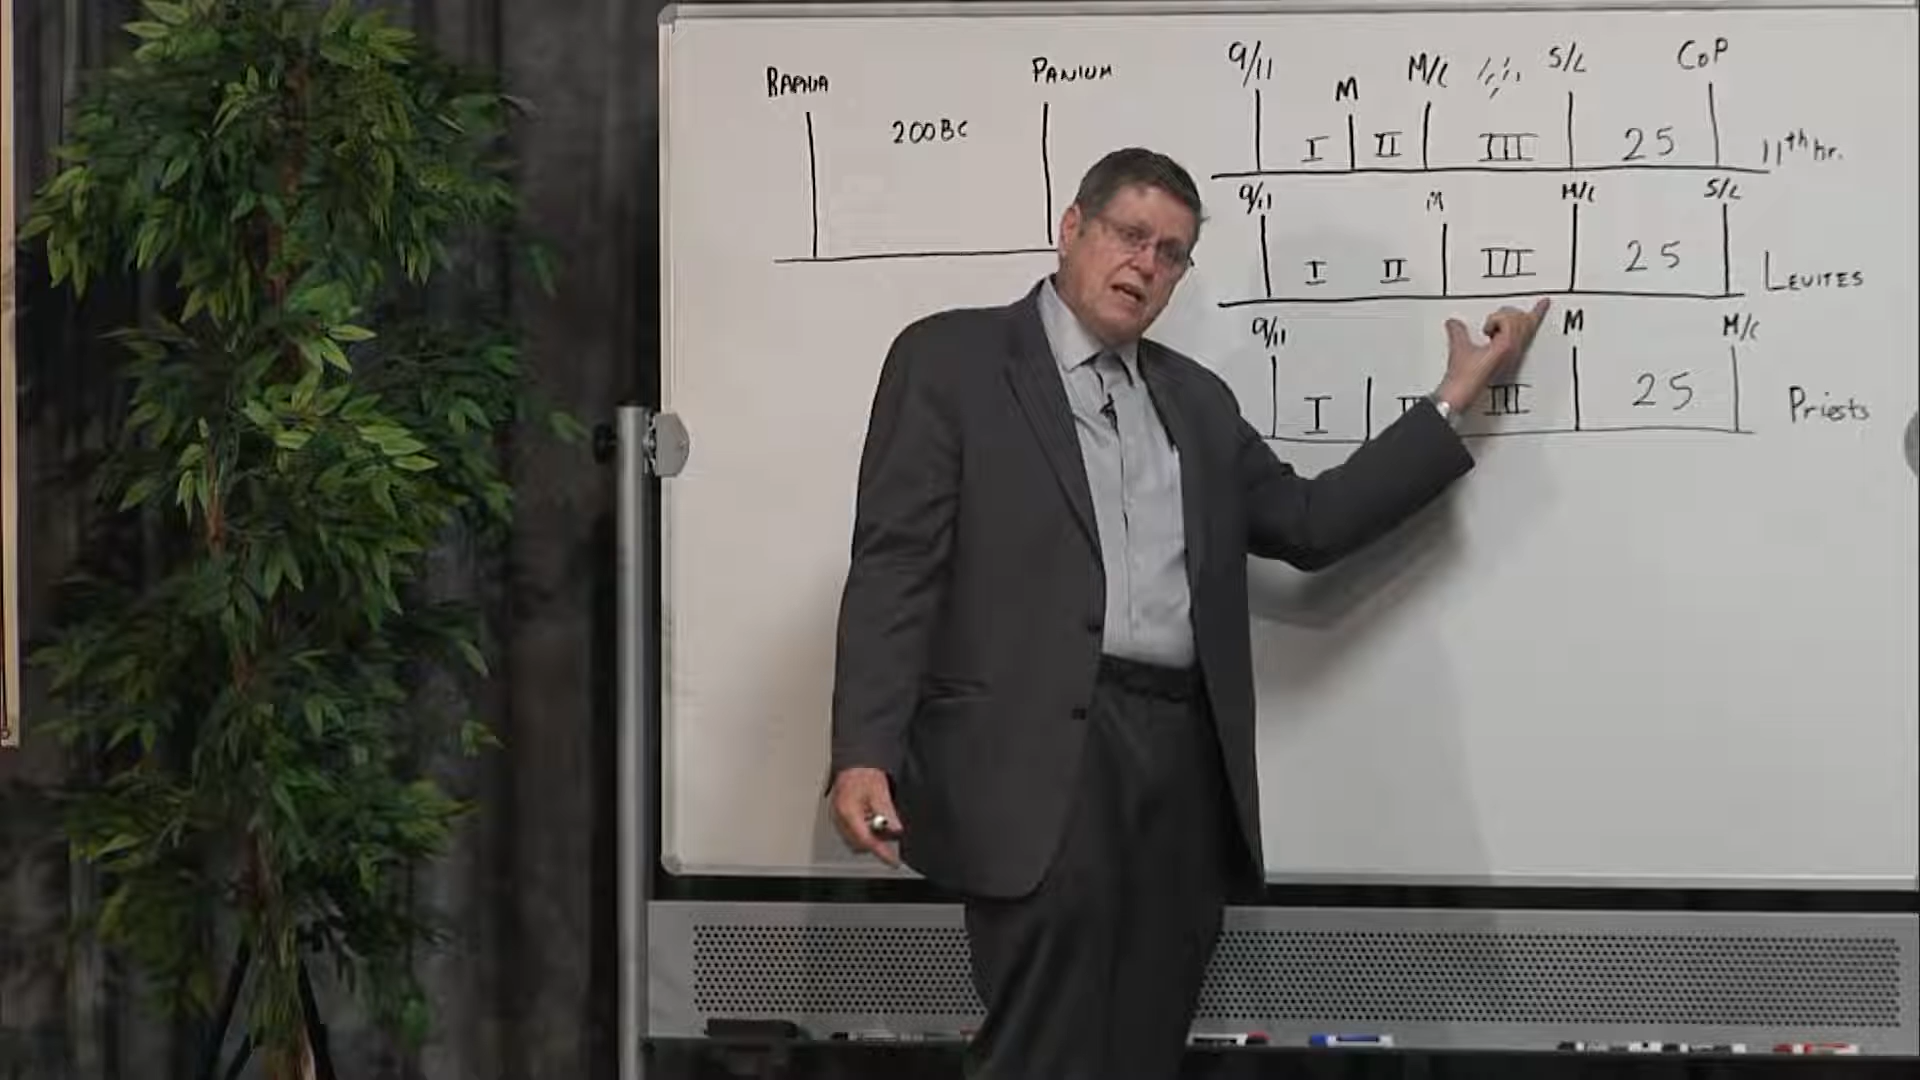 RAPHIA PANIUM
200BC
9/11 M M/C S/L CoP
I II III 25 11th hr.
9/11 M M/C S/L
I II III 25 LEVITES
9/11 M M/C
I III 25 Priests